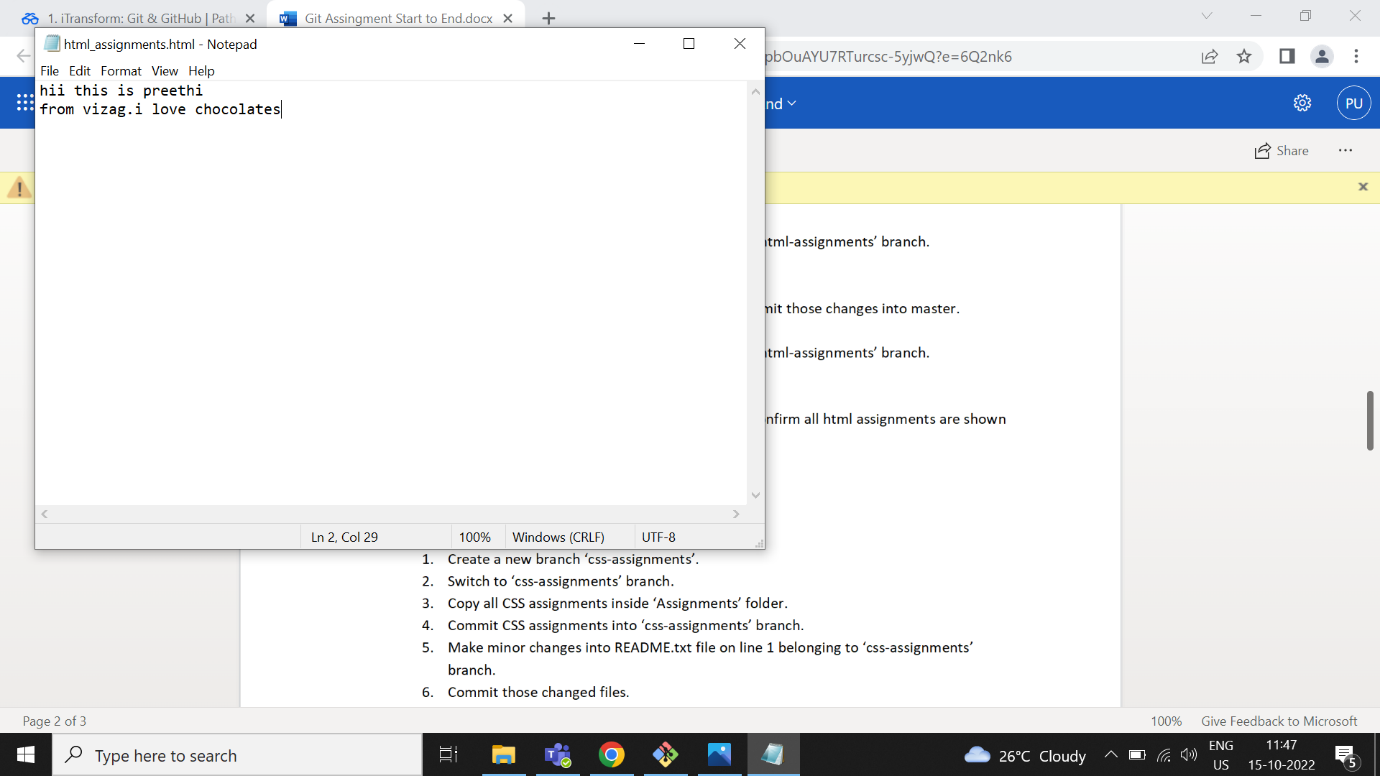 1. iTransform: Git & GitHub | Path
Git Assingment Start to End.docx
html_assignments.html - Notepad
pbOuAYU7RTurcsc-5yjwQ?e=6Q2nk6
File Edit Format View Help
hii this is preethi
from vizag.i love chocolates
nd
PU
Share
tml-assignments’ branch.
mit those changes into master.
tml-assignments’ branch.
nfirm all html assignments are shown
Ln 2, Col 29 100% Windows (CRLF) UTF-8
1. Create a new branch ‘css-assignments’.
2. Switch to ‘css-assignments’ branch.
3. Copy all CSS assignments inside ‘Assignments’ folder.
4. Commit CSS assignments into ‘css-assignments’ branch.
5. Make minor changes into README.txt file on line 1 belonging to ‘css-assignments’
branch.
6. Commit those changed files.
Page 2 of 3 100% Give Feedback to Microsoft
Type here to search
26°C Cloudy
ENG
US
11:47
15-10-2022
5